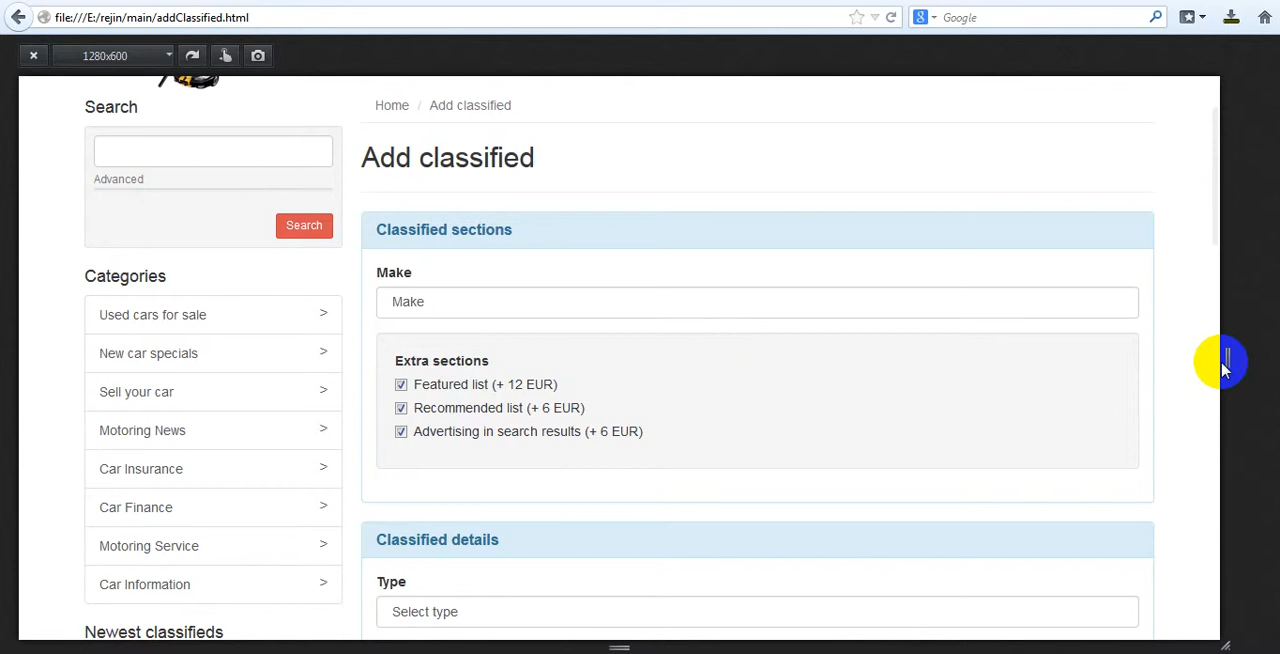 file:///E:/rejin/main/addClassified.html
Google
1280x600
Search
Advanced
Search
Categories
Used cars for sale >
New car specials >
Sell your car >
Motoring News >
Car Insurance >
Car Finance >
Motoring Service >
Car Information >
Newest classifieds
Home / Add classified
Add classified
Classified sections
Make
Make
Extra sections
Featured list (+ 12 EUR)
Recommended list (+ 6 EUR)
Advertising in search results (+ 6 EUR)
Classified details
Type
Select type